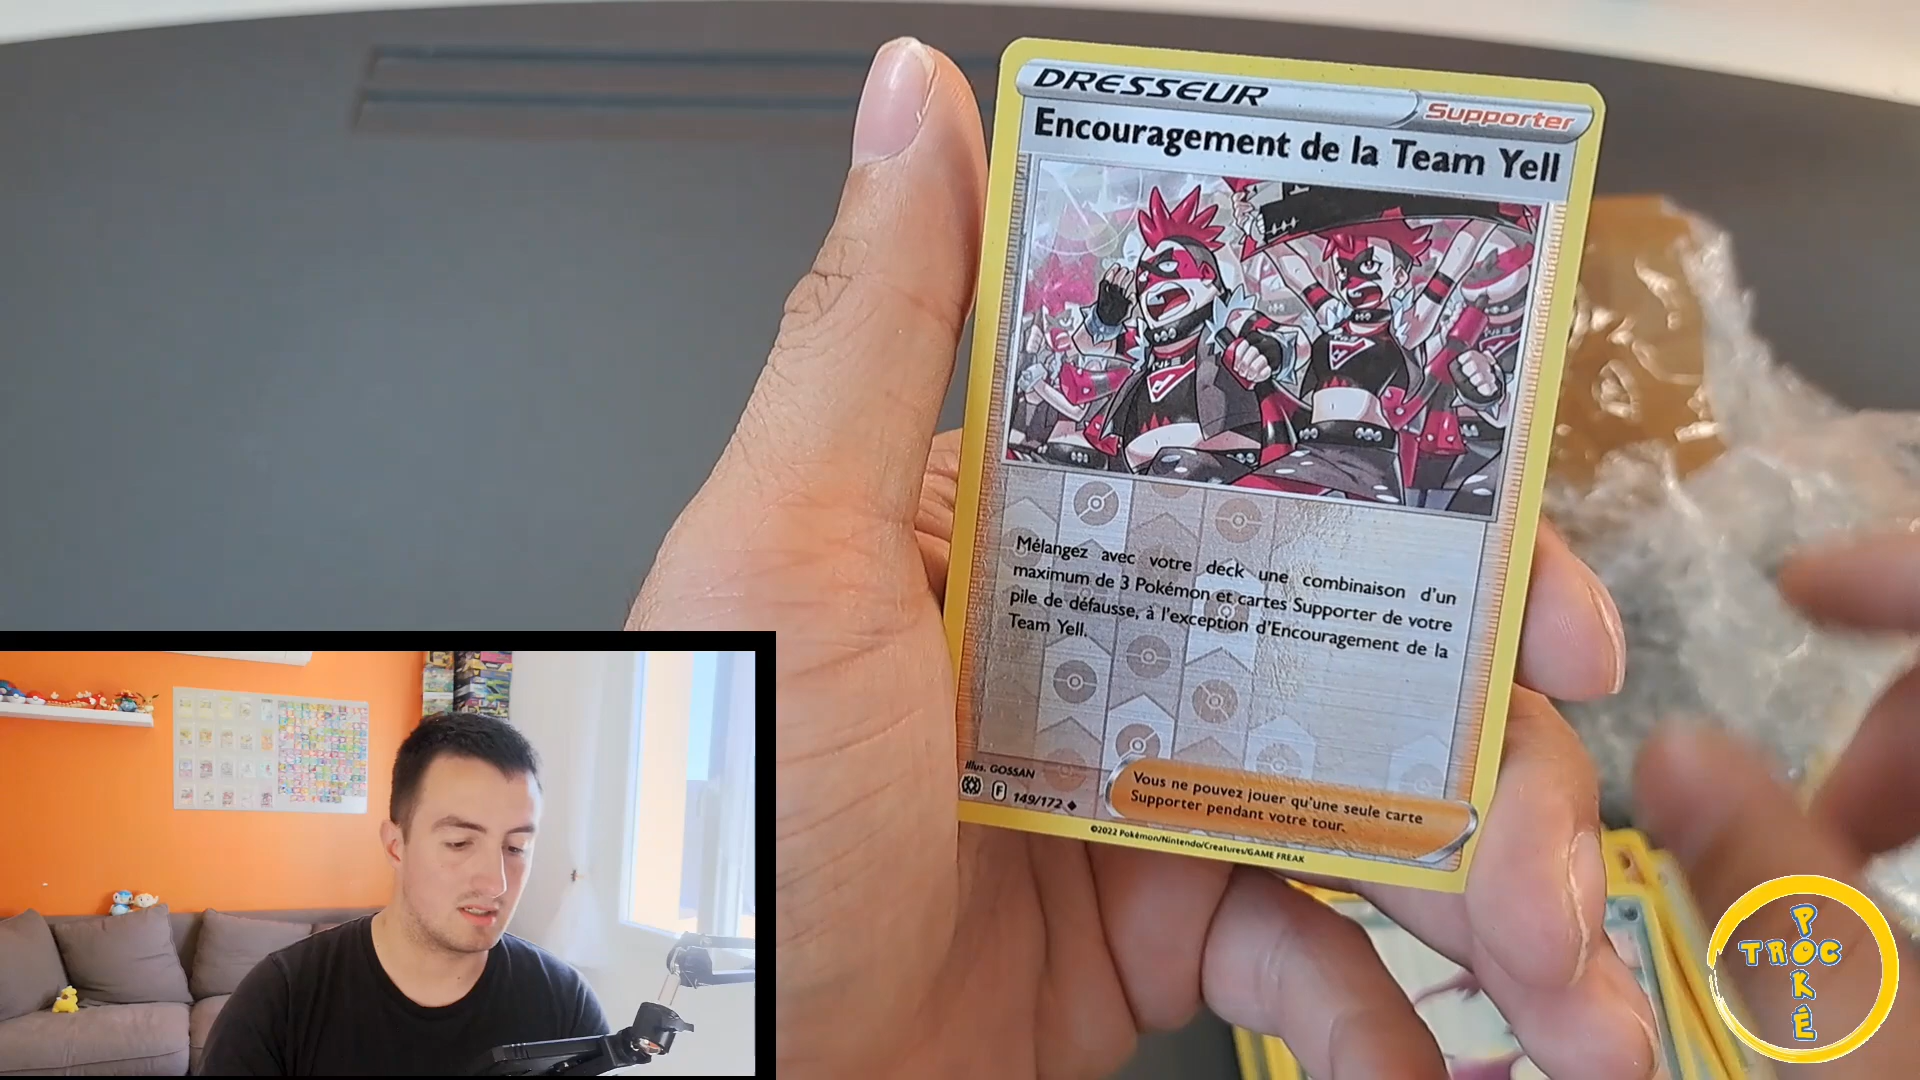 DRESSEUR
Supporter
Encouragement de la Team Yell
Mélangez avec votre deck une combinaison d'un
maximum de 3 Pokémon et cartes Supporter de votre
pile de défausse, à l'exception d'Encouragement de la
Team Yell.
Illus. GOSSAN
F 149/172
Vous ne pouvez jouer qu'une seule carte
Supporter pendant votre tour.
©2022 Pokémon/Nintendo/Creatures/GAME FREAK
TROC
POKÉ